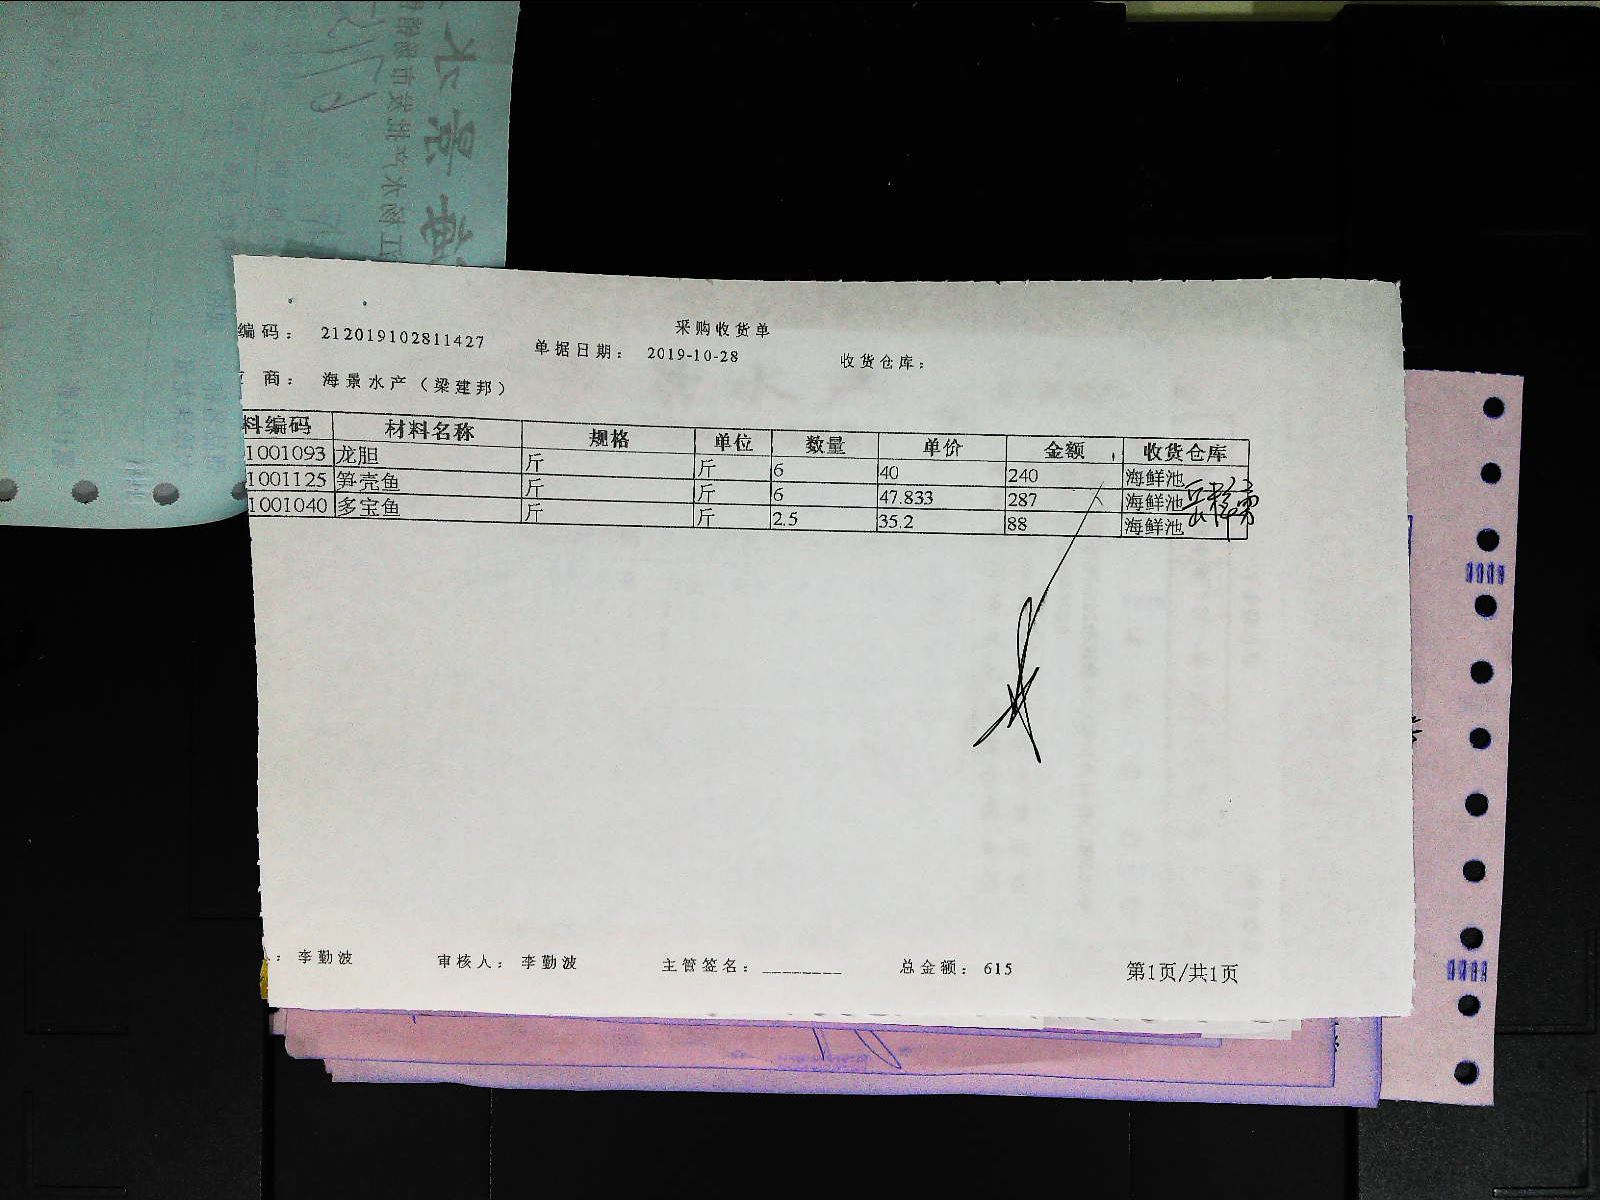 采购收货单
编码： 212019102811427 单据日期： 2019-10-28 收货仓库：
商： 海景水产（梁建邦）
料编码 材料名称 规格 单位 数量 单价 金额 收货仓库
1001093 龙胆 斤 斤 6 40 240 海鲜池
1001125 笋壳鱼 斤 斤 6 47.833 287 海鲜池
1001040 多宝鱼 斤 斤 2.5 35.2 88 海鲜池
：李勤波 审核人：李勤波 主管签名：________ 总金额：615 第1页/共1页